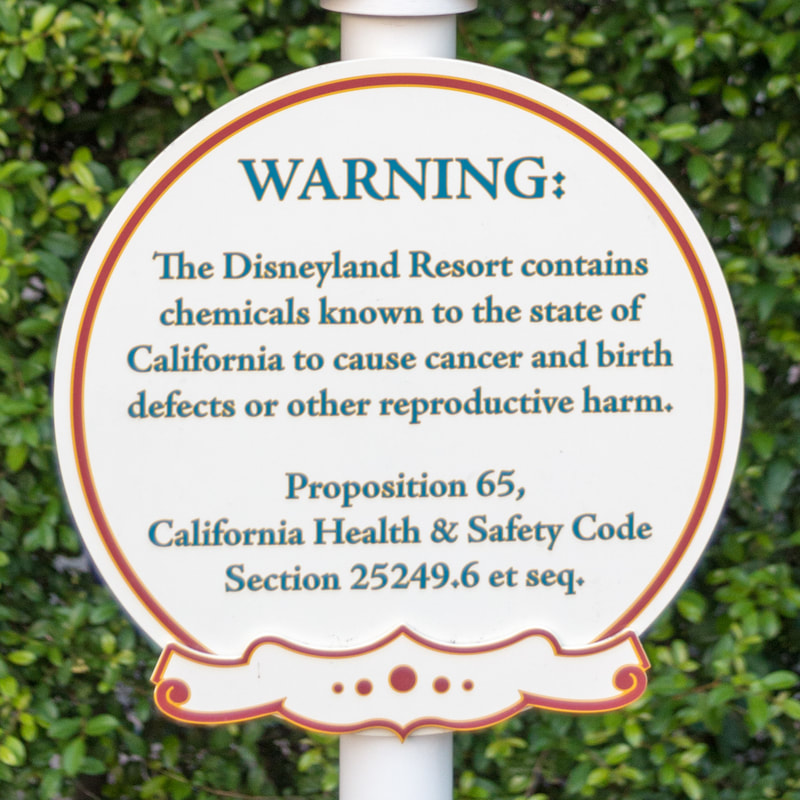 WARNING:
The Disneyland Resort contains
chemicals known to the state of
California to cause cancer and birth
defects or other reproductive harm.
Proposition 65,
California Health & Safety Code
Section 25249.6 et seq.